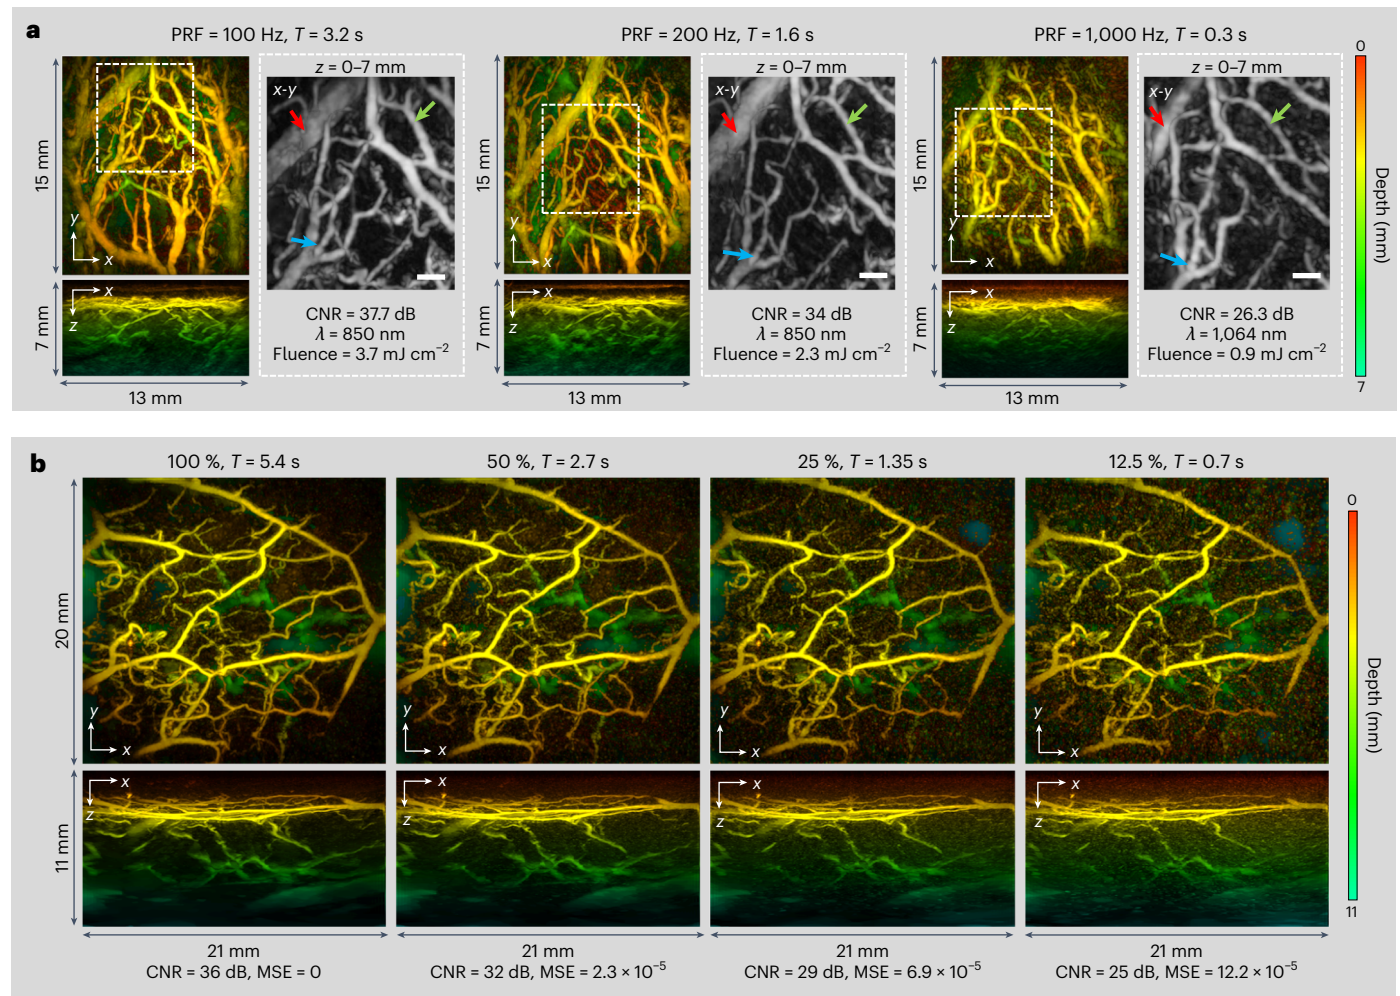 a
PRF = 100 Hz, T = 3.2 s
PRF = 200 Hz, T = 1.6 s
PRF = 1,000 Hz, T = 0.3 s
15 mm
y
x
7 mm
x
z
13 mm
z = 0–7 mm
x-y
CNR = 37.7 dB
λ = 850 nm
Fluence = 3.7 mJ cm⁻²
15 mm
y
x
7 mm
x
z
13 mm
z = 0–7 mm
x-y
CNR = 34 dB
λ = 850 nm
Fluence = 2.3 mJ cm⁻²
15 mm
y
x
7 mm
x
z
13 mm
z = 0–7 mm
x-y
CNR = 26.3 dB
λ = 1,064 nm
Fluence = 0.9 mJ cm⁻²
0
Depth (mm)
7
b
100 %, T = 5.4 s
50 %, T = 2.7 s
25 %, T = 1.35 s
12.5 %, T = 0.7 s
20 mm
y
x
y
x
y
x
y
x
11 mm
x
z
x
z
x
z
x
z
0
Depth (mm)
11
21 mm
CNR = 36 dB, MSE = 0
21 mm
CNR = 32 dB, MSE = 2.3 × 10⁻⁵
21 mm
CNR = 29 dB, MSE = 6.9 × 10⁻⁵
21 mm
CNR = 25 dB, MSE = 12.2 × 10⁻⁵